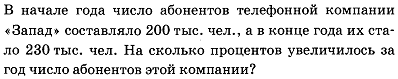 В начале года число абонентов телефонной компании
«Запад» составляло 200 тыс. чел., а в конце года их ста-
ло 230 тыс. чел. На сколько процентов увеличилось за
год число абонентов этой компании?